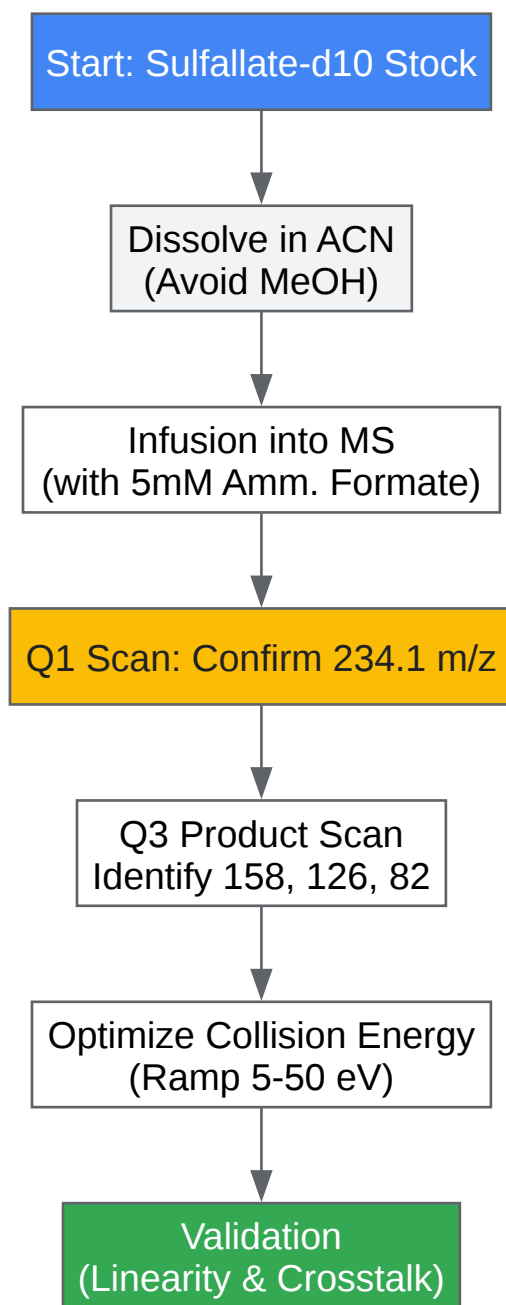 Start: Sulfallate-d10 Stock
Dissolve in ACN
(Avoid MeOH)
Infusion into MS
(with 5mM Amm. Formate)
Q1 Scan: Confirm 234.1 m/z
Q3 Product Scan
Identify 158, 126, 82
Optimize Collision Energy
(Ramp 5-50 eV)
Validation
(Linearity & Crosstalk)